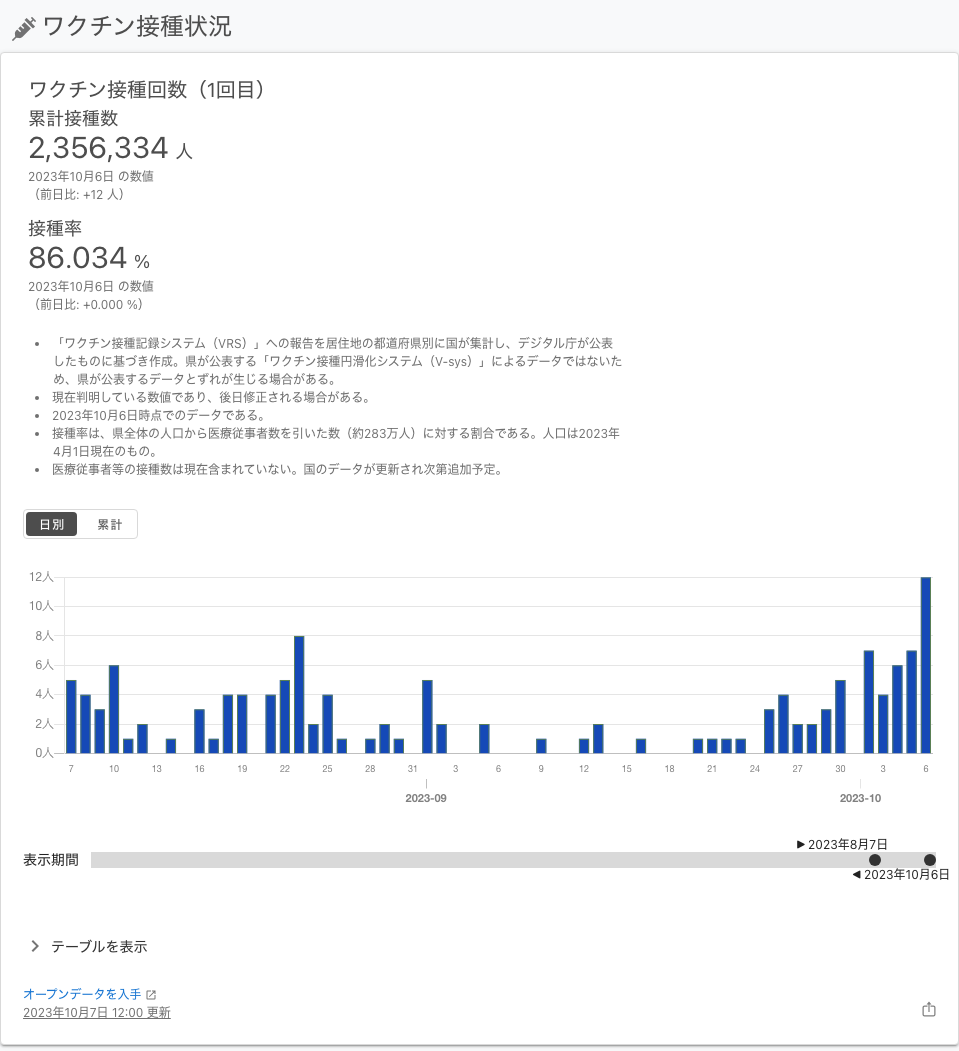 ワクチン接種状況
ワクチン接種回数（1回目）
累計接種数
2,356,334 人
2023年10月6日 の数値
（前日比: +12 人）
接種率
86.034 %
2023年10月6日 の数値
（前日比: +0.000 %）
• 「ワクチン接種記録システム（VRS）」への報告を居住地の都道府県別に国が集計し、デジタル庁が公表
したものに基づき作成。県が公表する「ワクチン接種円滑化システム（V-sys）」によるデータではないた
め、県が公表するデータとずれが生じる場合がある。
• 現在判明している数値であり、後日修正される場合がある。
• 2023年10月6日時点でのデータである。
• 接種率は、県全体の人口から医療従事者数を引いた数（約283万人）に対する割合である。人口は2023年
4月1日現在のもの。
• 医療従事者等の接種数は現在含まれていない。国のデータが更新され次第追加予定。
日別 累計
12人
10人
8人
6人
4人
2人
0人
7 10 13 16 19 22 25 28 31 3 6 9 12 15 18 21 24 27 30 3 6
2023-09 2023-10
▶ 2023年8月7日
表示期間
◀ 2023年10月6日
テーブルを表示
オープンデータを入手
2023年10月7日 12:00 更新